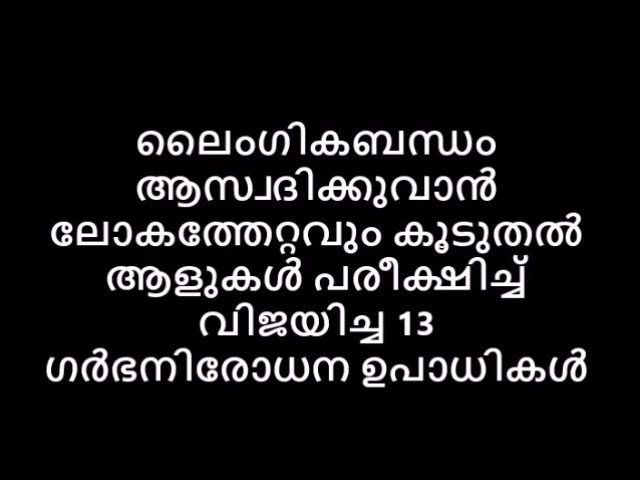 ലൈംഗികബന്ധം
ആസ്വദിക്കുവാൻ
ലോകത്തേറ്റവും കൂടുതൽ
ആളുകൾ പരീക്ഷിച്ച്
വിജയിച്ച 13
ഗർഭനിരോധന ഉപാധികൾ